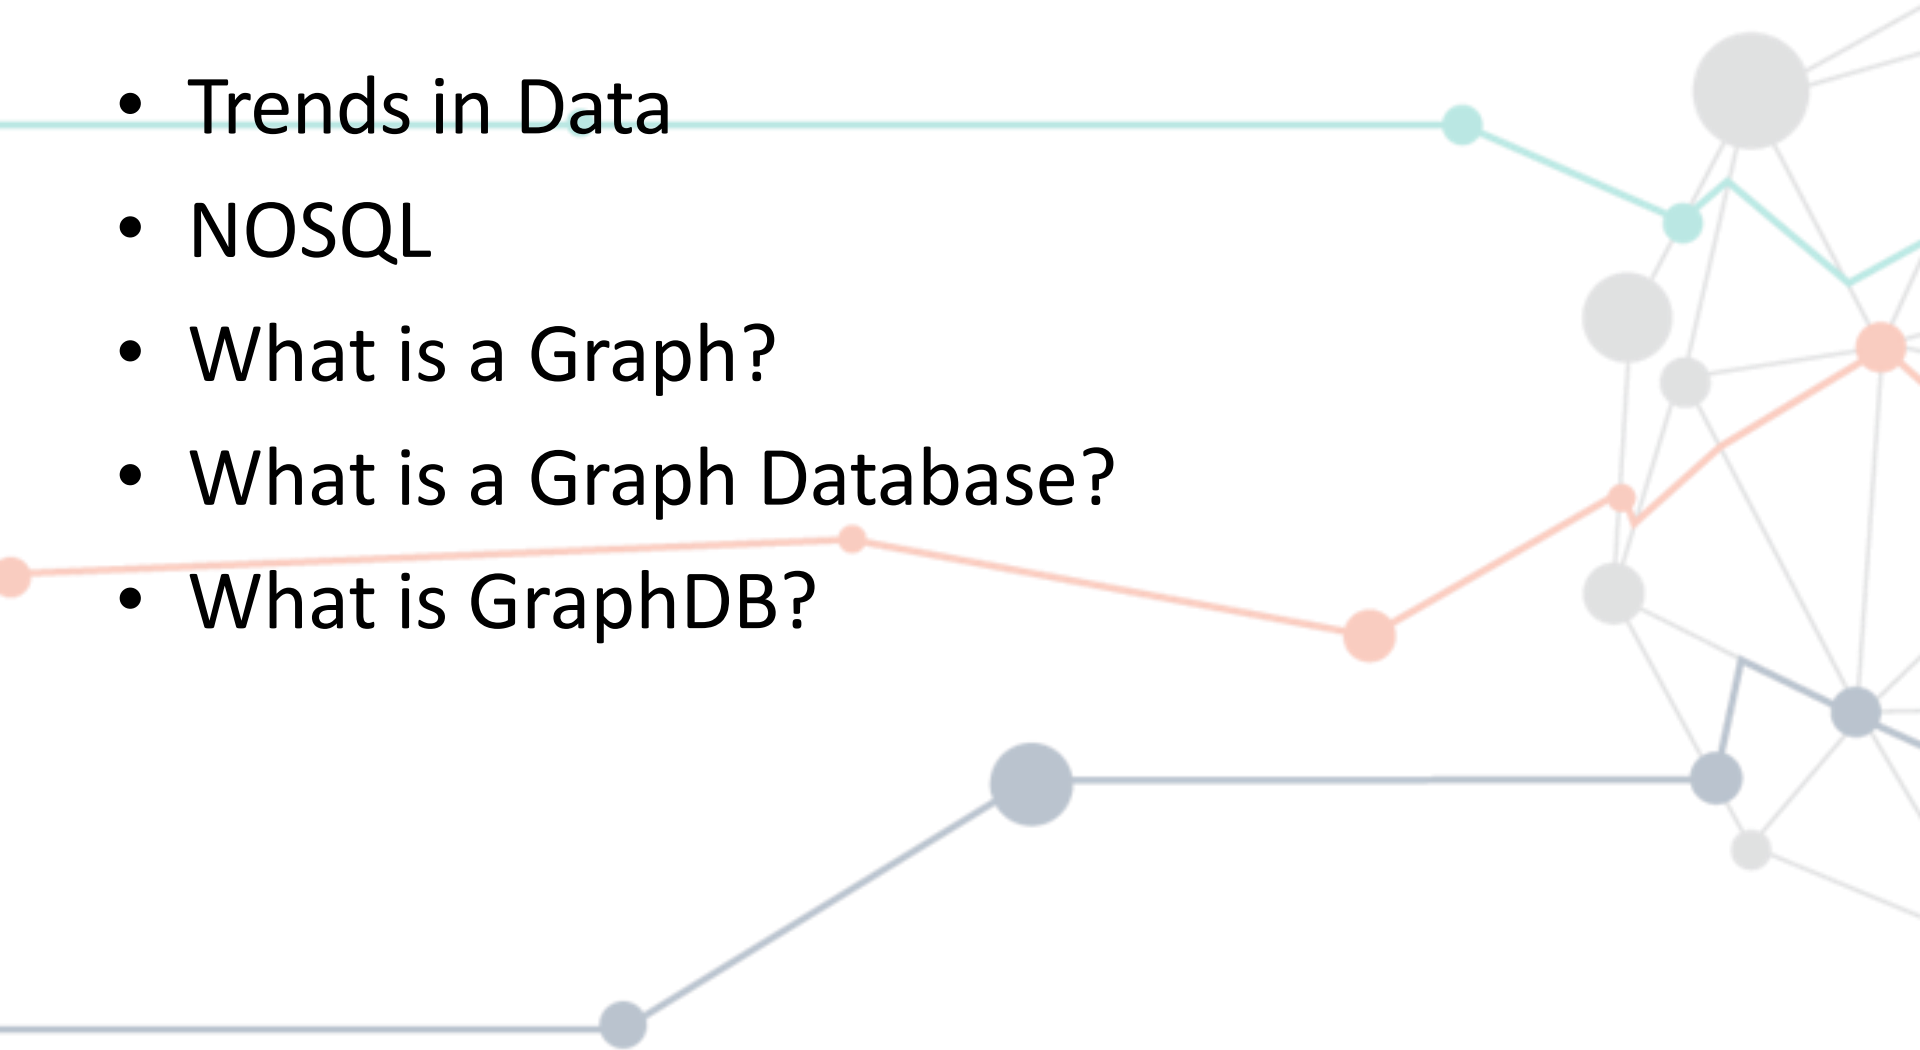 • Trends in Data
• NOSQL
• What is a Graph?
• What is a Graph Database?
• What is GraphDB?